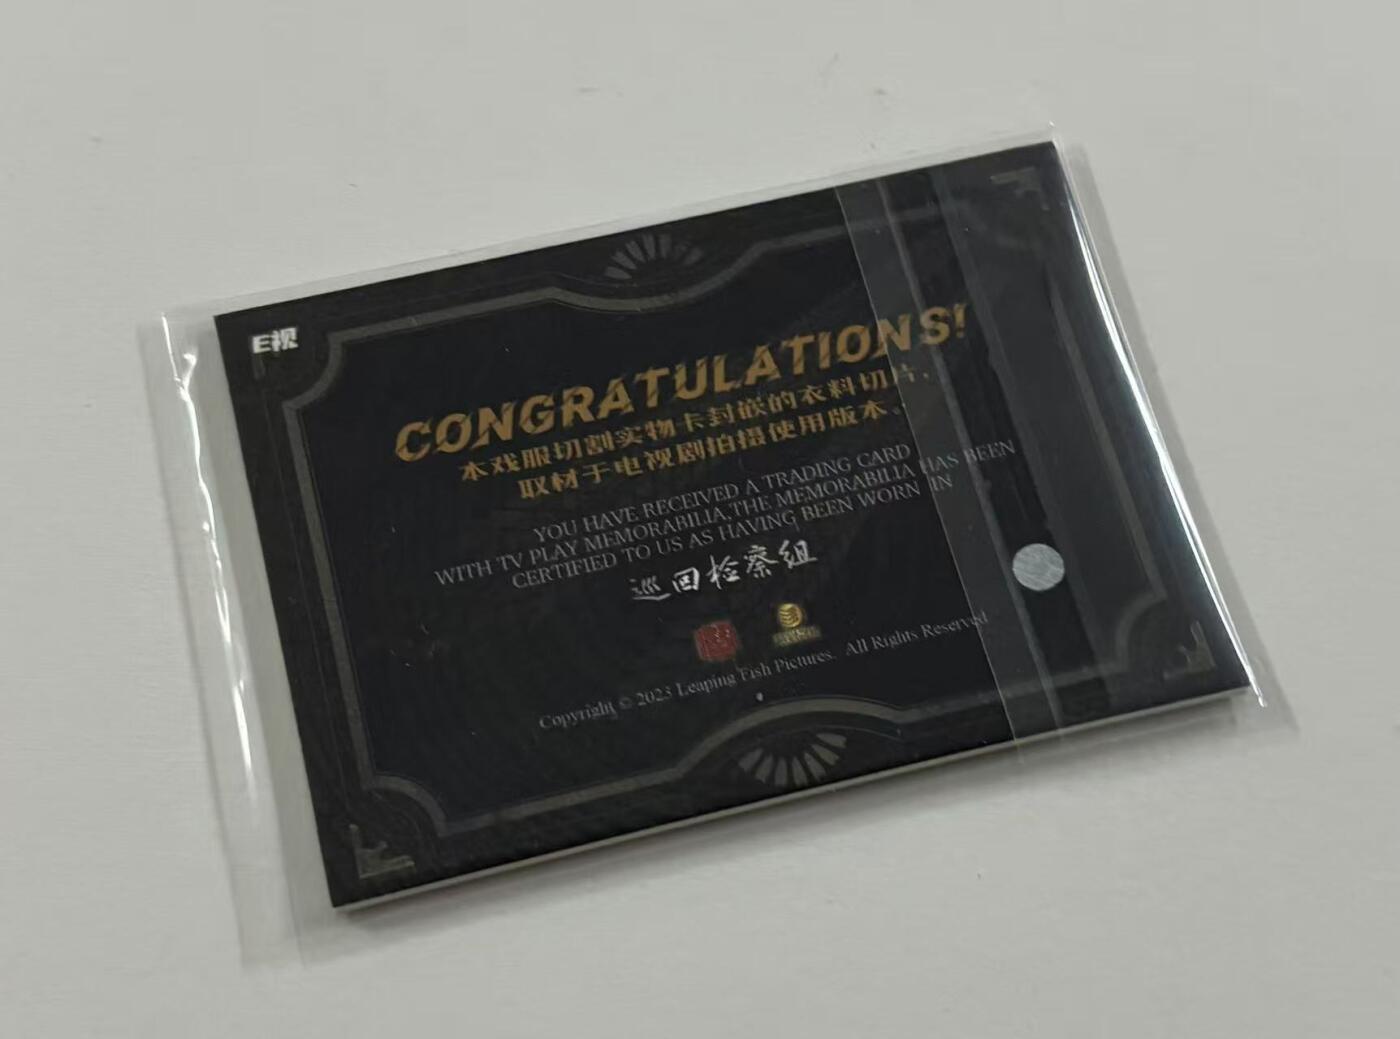 E视
CONGRATULATIONS!
本戏服切割实物卡封嵌的衣料切片，
取材于电视剧拍摄使用版本。
YOU HAVE RECEIVED A TRADING CARD
WITH TV PLAY MEMORABILIA,THE MEMORABILIA HAS BEEN
CERTIFIED TO US AS HAVING BEEN WORN IN
巡回检察组
Copyright © 2023 Leaping Fish Pictures. All Rights Reserved